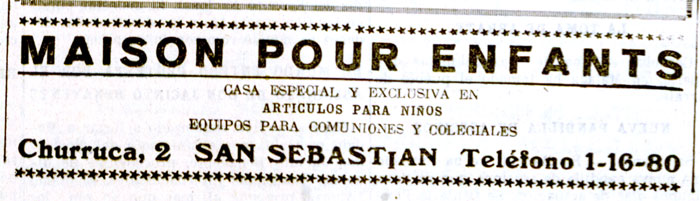 MAISON POUR ENFANTS
CASA ESPECIAL Y EXCLUSIVA EN
ARTICULOS PARA NIÑOS
EQUIPOS PARA COMUNIONES Y COLEGIALES
Churruca, 2 SAN SEBASTIAN Teléfono 1-16-80